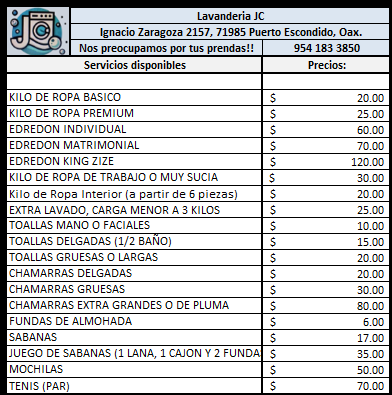 Lavanderia JC
Ignacio Zaragoza 2157, 71985 Puerto Escondido, Oax.
Nos preocupamos por tus prendas!! 954 183 3850
Servicios disponibles Precios:
KILO DE ROPA BASICO $ 20.00
KILO DE ROPA PREMIUM $ 25.00
EDREDON INDIVIDUAL $ 60.00
EDREDON MATRIMONIAL $ 70.00
EDREDON KING ZIZE $ 120.00
KILO DE ROPA DE TRABAJO O MUY SUCIA $ 30.00
Kilo de Ropa Interior (a partir de 6 piezas) $ 20.00
EXTRA LAVADO, CARGA MENOR A 3 KILOS $ 25.00
TOALLAS MANO O FACIALES $ 10.00
TOALLAS DELGADAS (1/2 BAÑO) $ 15.00
TOALLAS GRUESAS O LARGAS $ 20.00
CHAMARRAS DELGADAS $ 20.00
CHAMARRAS GRUESAS $ 30.00
CHAMARRAS EXTRA GRANDES O DE PLUMA $ 80.00
FUNDAS DE ALMOHADA $ 6.00
SABANAS $ 17.00
JUEGO DE SABANAS (1 LANA, 1 CAJON Y 2 FUNDA $ 35.00
MOCHILAS $ 50.00
TENIS (PAR) $ 70.00